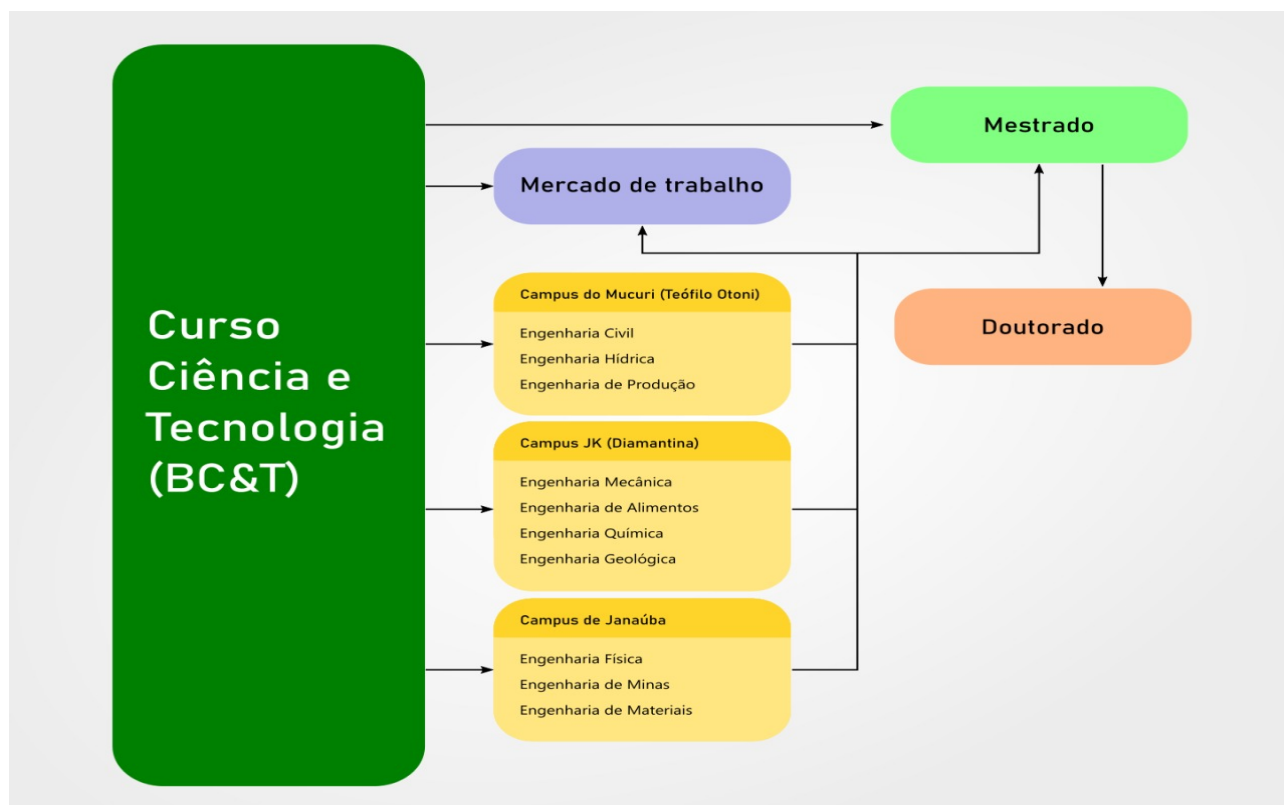 Curso
Ciência e
Tecnologia
(BC&T)
Mestrado
Mercado de trabalho
Doutorado
Campus do Mucuri (Teófilo Otoni)
Engenharia Civil
Engenharia Hídrica
Engenharia de Produção
Campus JK (Diamantina)
Engenharia Mecânica
Engenharia de Alimentos
Engenharia Química
Engenharia Geológica
Campus de Janaúba
Engenharia Física
Engenharia de Minas
Engenharia de Materiais